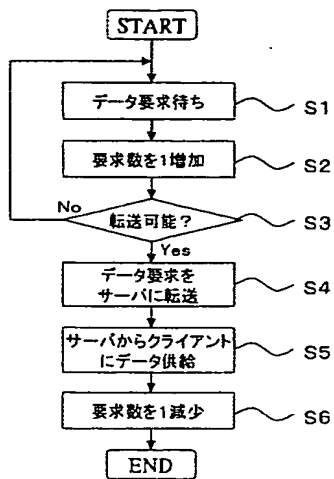 START
データ要求待ち
S1
要求数を1増加
S2
No
転送可能？
S3
Yes
データ要求を
サーバに転送
S4
サーバからクライアント
にデータ供給
S5
要求数を1減少
S6
END